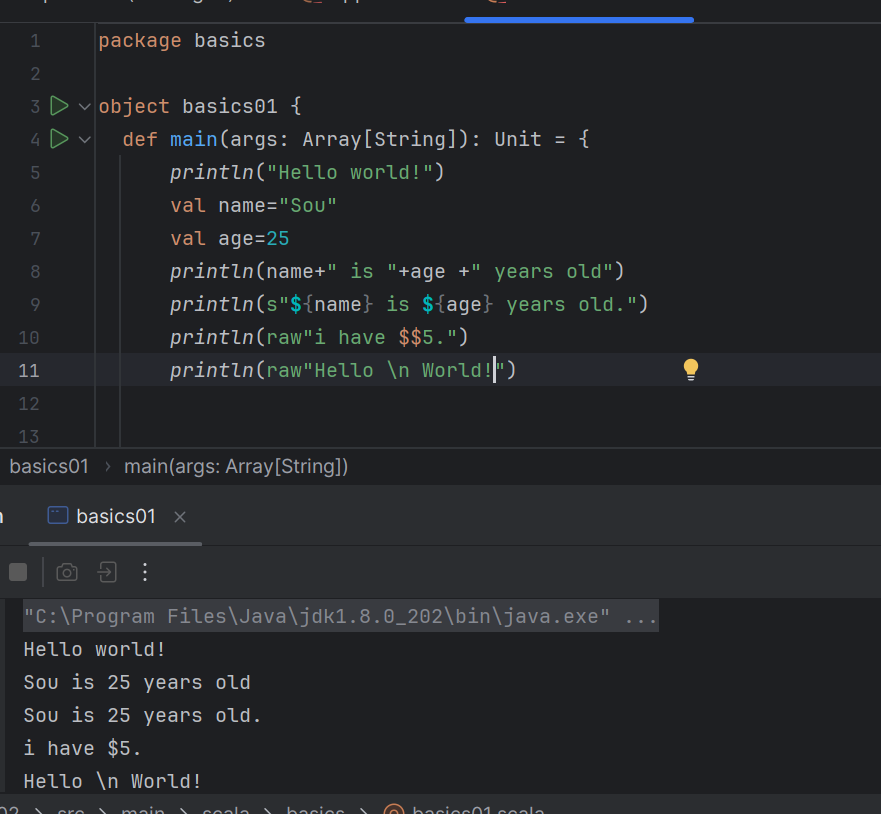 1 package basics
2
3 object basics01 {
4 def main(args: Array[String]): Unit = {
5 println("Hello world!")
6 val name="Sou"
7 val age=25
8 println(name+" is "+age +" years old")
9 println(s"${name} is ${age} years old.")
10 println(raw"i have $$5.")
11 println(raw"Hello \n World!")
12
13
basics01 › main(args: Array[String])
basics01 ×
"C:\Program Files\Java\jdk1.8.0_202\bin\java.exe" ...
Hello world!
Sou is 25 years old
Sou is 25 years old.
i have $5.
Hello \n World!
src > main > scala > basics > basics01.scala